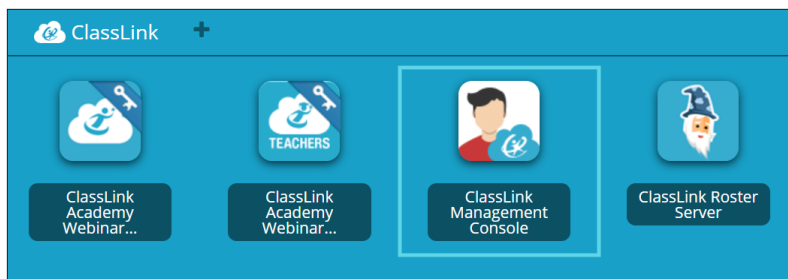 ClassLink +
TEACHERS
ClassLink
Academy
Webinar...
ClassLink
Academy
Webinar...
ClassLink
Management
Console
ClassLink Roster
Server